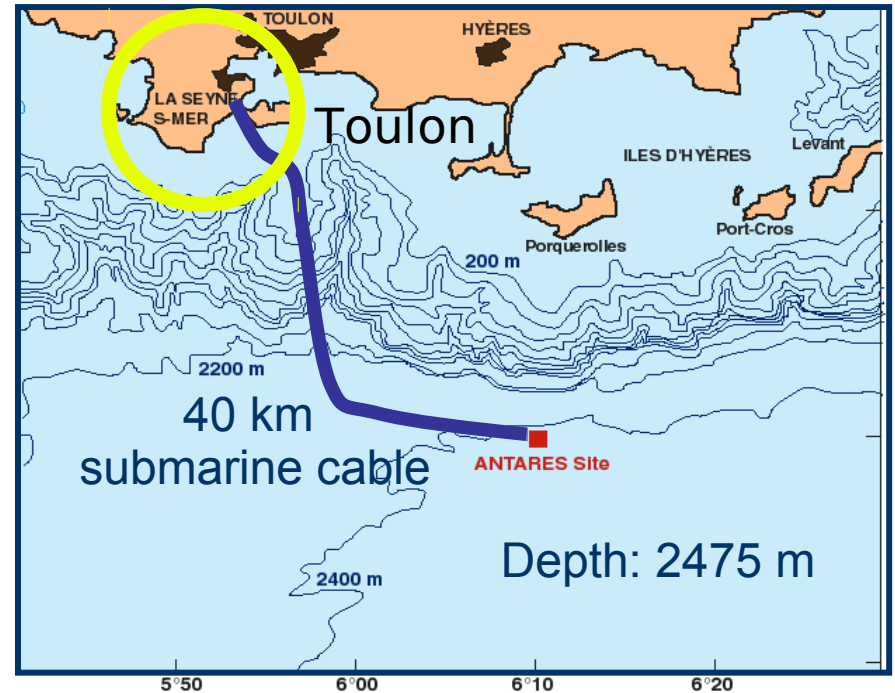 TOULON
HYÈRES
LA SEYNE
S-MER
Toulon
ILES D'HYÈRES
Levant
Porquerolles
Port-Cros
200 m
2200 m
40 km
submarine cable
ANTARES Site
Depth: 2475 m
2400 m
5°50
6°00
6°10
6°20